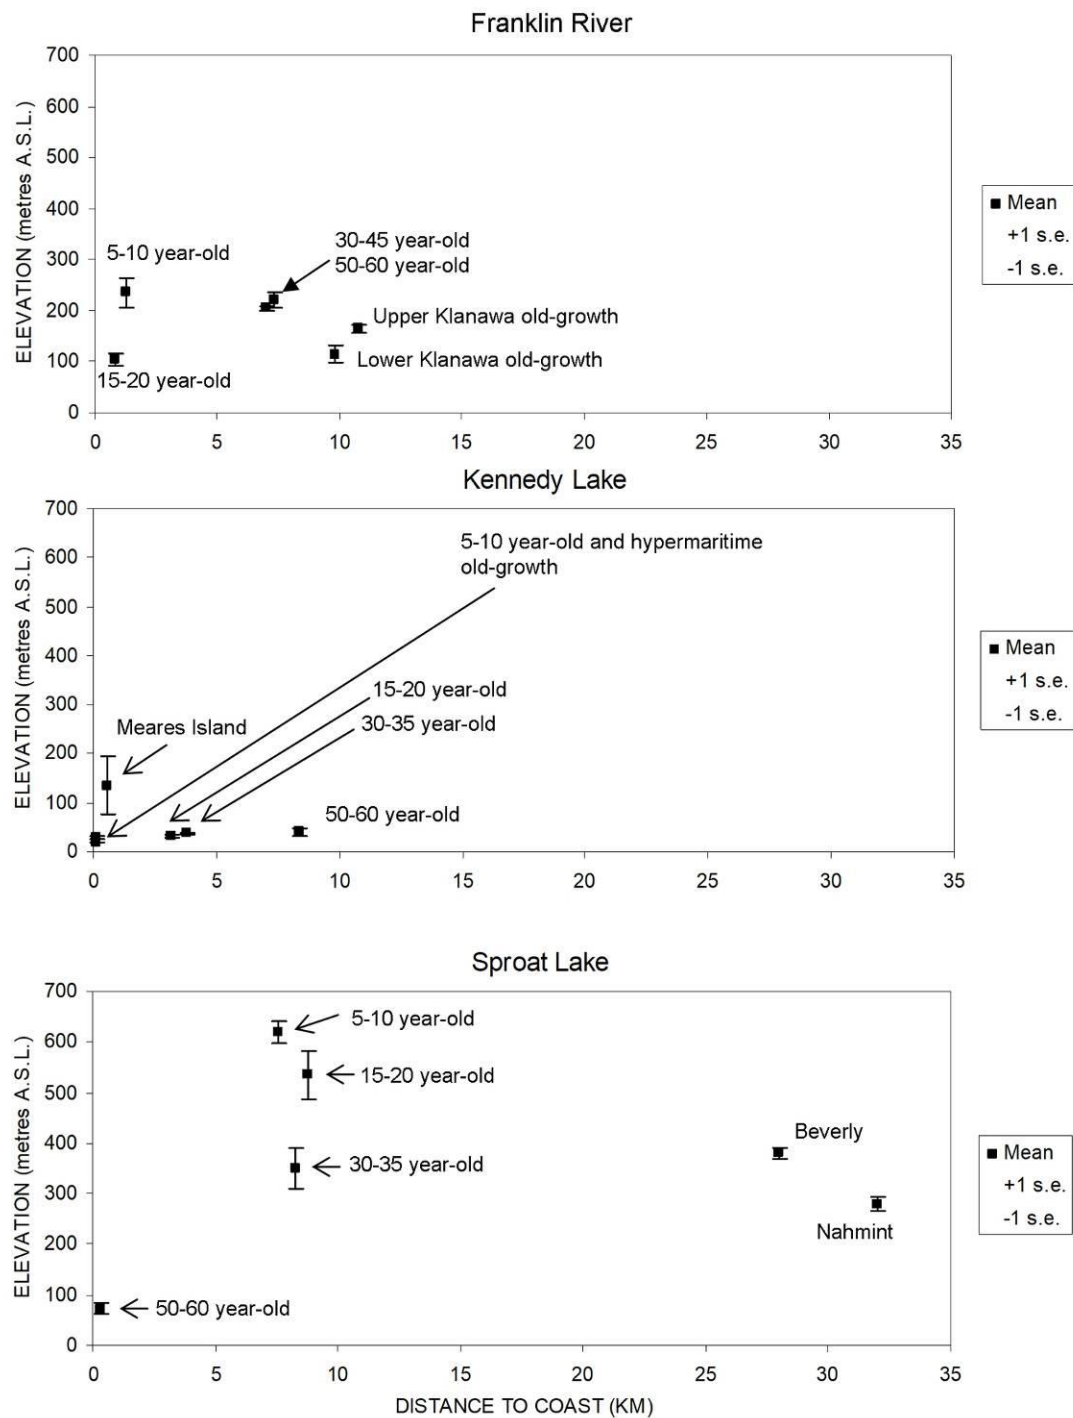 Franklin River
700
600
500
400
300
200
100
0
ELEVATION (metres A.S.L.)
5-10 year-old
15-20 year-old
30-45 year-old
50-60 year-old
Upper Klanawa old-growth
Lower Klanawa old-growth
0 5 10 15 20 25 30 35
Mean
+1 s.e.
-1 s.e.
Kennedy Lake
700
600
500
400
300
200
100
0
ELEVATION (metres A.S.L.)
5-10 year-old and hypermaritime
old-growth
15-20 year-old
30-35 year-old
Meares Island
50-60 year-old
0 5 10 15 20 25 30 35
Mean
+1 s.e.
-1 s.e.
Sproat Lake
700
600
500
400
300
200
100
0
ELEVATION (metres A.S.L.)
5-10 year-old
15-20 year-old
30-35 year-old
Beverly
Nahmint
50-60 year-old
0 5 10 15 20 25 30 35
DISTANCE TO COAST (KM)
Mean
+1 s.e.
-1 s.e.